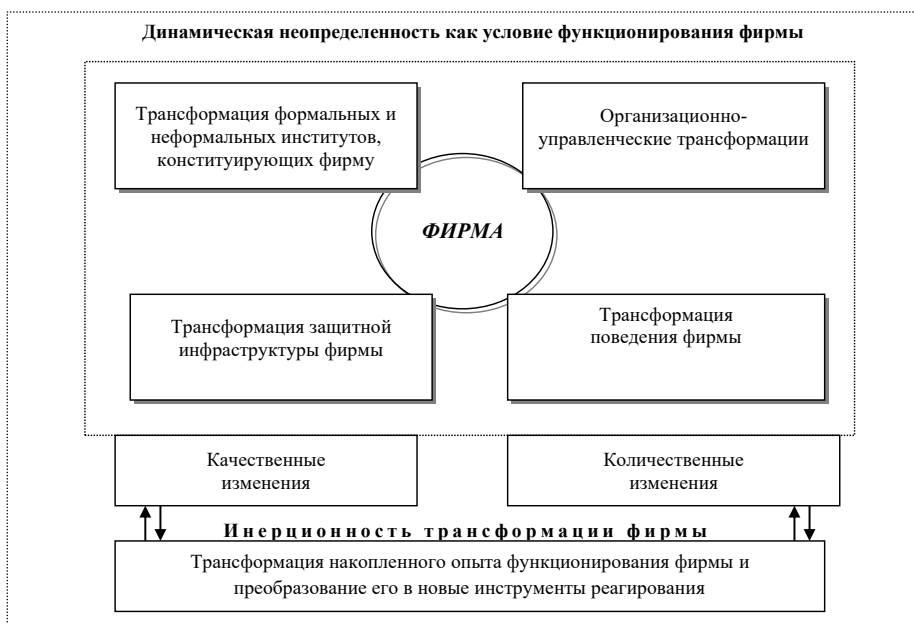 Динамическая неопределенность как условие функционирования фирмы
Трансформация формальных и
неформальных институтов,
конституирующих фирму
Организационно-
управленческие трансформации
ФИРМА
Трансформация защитной
инфраструктуры фирмы
Трансформация
поведения фирмы
Качественные
изменения
Количественные
изменения
Инерционность трансформации фирмы
Трансформация накопленного опыта функционирования фирмы и
преобразование его в новые инструменты реагирования